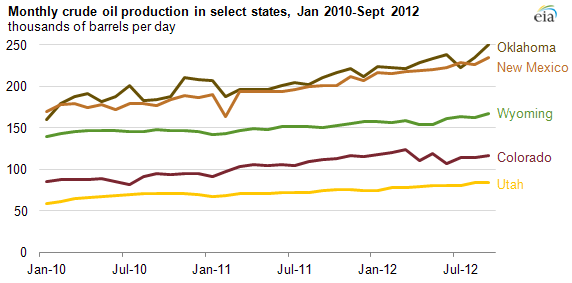 Monthly crude oil production in select states, Jan 2010-Sept 2012
thousands of barrels per day
eia
250
200
150
100
50
0
Jan-10
Jul-10
Jan-11
Jul-11
Jan-12
Jul-12
Oklahoma
New Mexico
Wyoming
Colorado
Utah